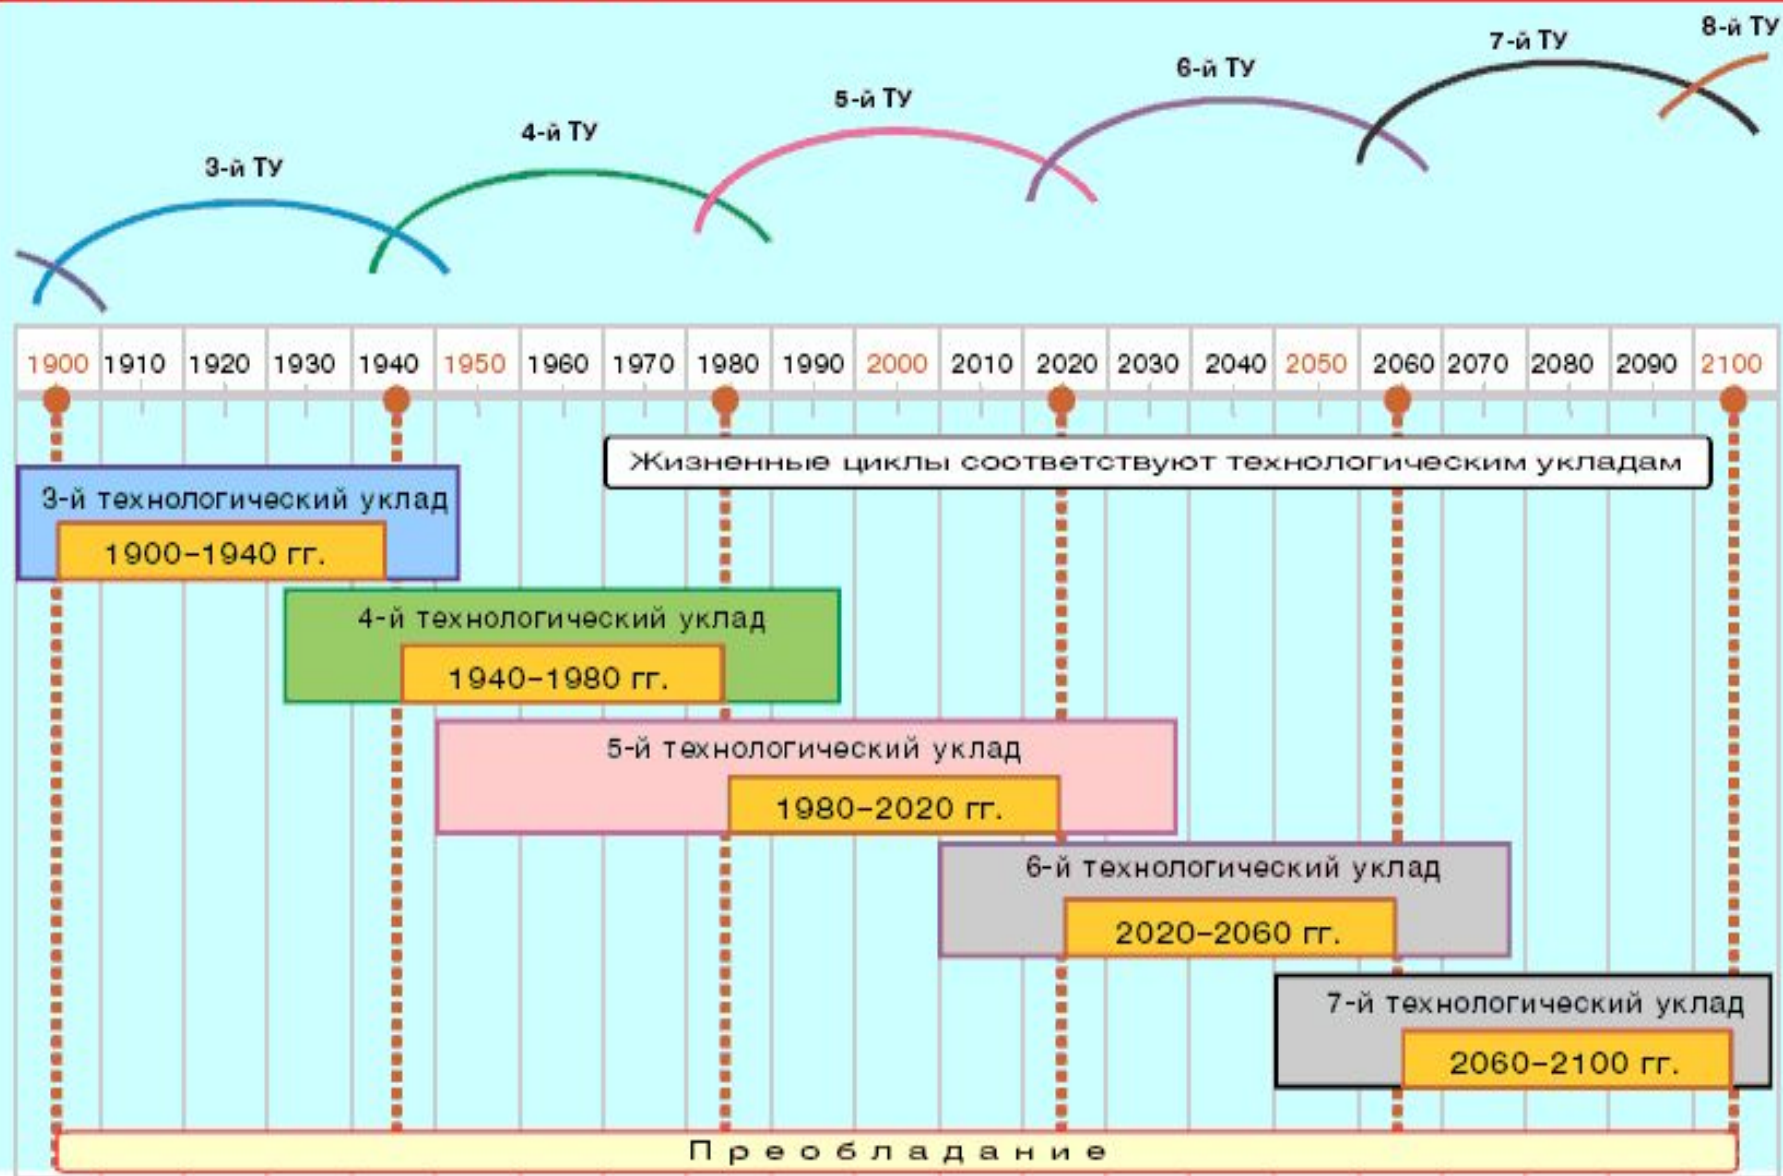 3-й ТУ
4-й ТУ
5-й ТУ
6-й ТУ
7-й ТУ
8-й ТУ
1900 1910 1920 1930 1940 1950 1960 1970 1980 1990 2000 2010 2020 2030 2040 2050 2060 2070 2080 2090 2100
Жизненные циклы соответствуют технологическим укладам
3-й технологический уклад
1900–1940 гг.
4-й технологический уклад
1940–1980 гг.
5-й технологический уклад
1980–2020 гг.
6-й технологический уклад
2020–2060 гг.
7-й технологический уклад
2060–2100 гг.
Преобладание